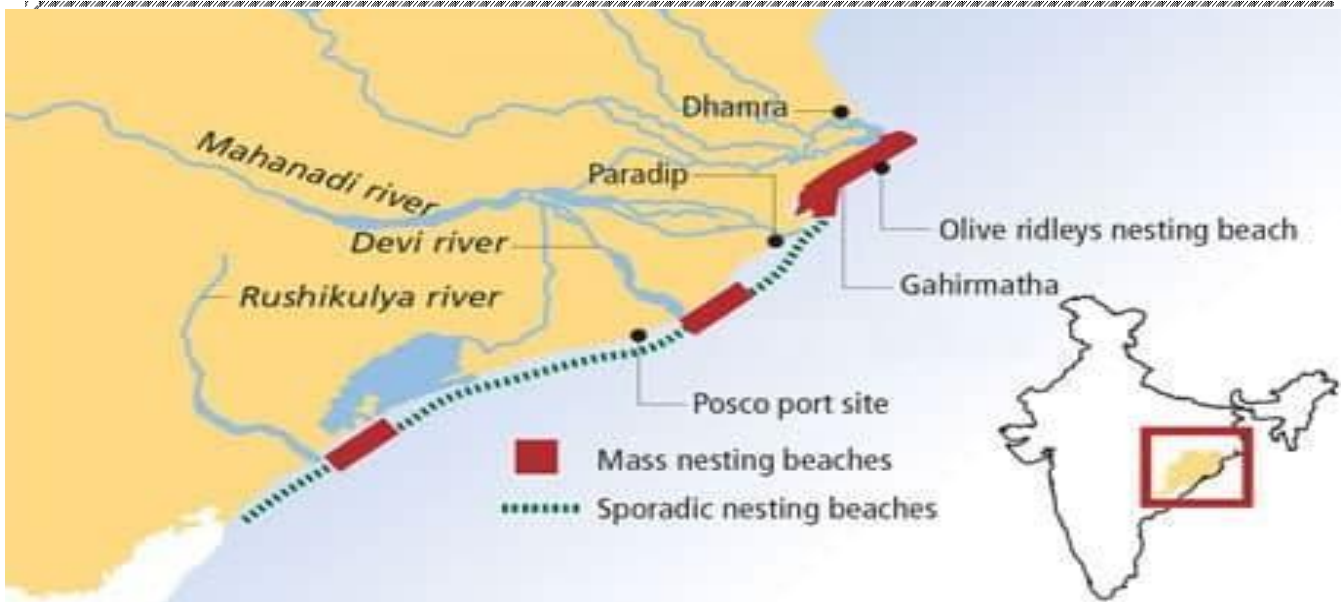 Dhamra
Mahanadi river
Paradip
Olive ridleys nesting beach
Devi river
Gahirmatha
Rushikulya river
Posco port site
Mass nesting beaches
Sporadic nesting beaches